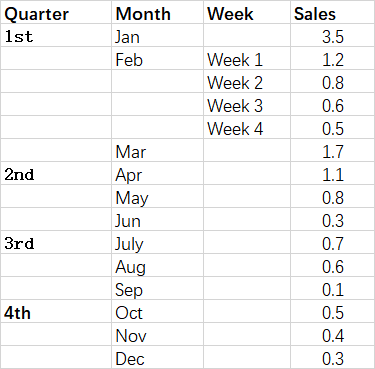 Quarter Month Week Sales
1st Jan 3.5
Feb Week 1 1.2
Week 2 0.8
Week 3 0.6
Week 4 0.5
Mar 1.7
2nd Apr 1.1
May 0.8
Jun 0.3
3rd July 0.7
Aug 0.6
Sep 0.1
4th Oct 0.5
Nov 0.4
Dec 0.3